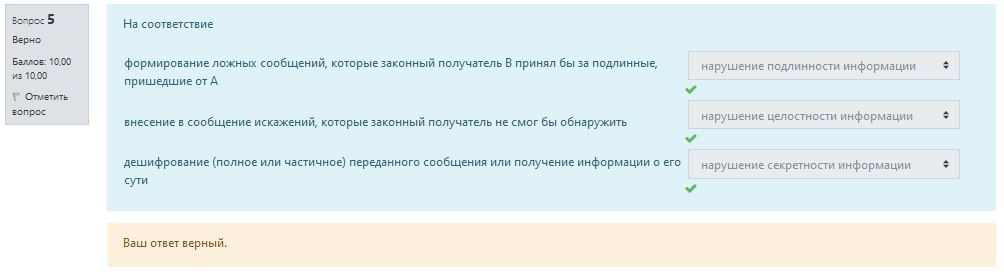 Вопрос 5
Верно
Баллов: 10,00
из 10,00
Отметить
вопрос
На соответствие
формирование ложных сообщений, которые законный получатель В принял бы за подлинные,
пришедшие от А
нарушение подлинности информации
внесение в сообщение искажений, которые законный получатель не смог бы обнаружить
нарушение целостности информации
дешифрование (полное или частичное) переданного сообщения или получение информации о его
сути
нарушение секретности информации
Ваш ответ верный.